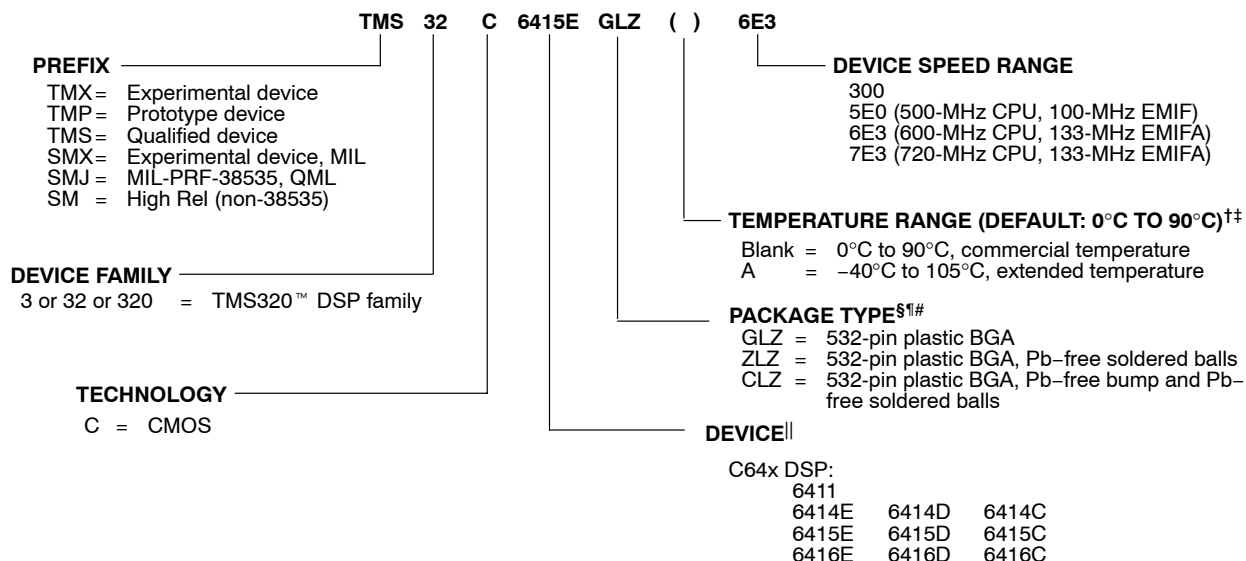 TMS 32 C 6415E GLZ ( ) 6E3
PREFIX
TMX = Experimental device
TMP = Prototype device
TMS = Qualified device
SMX = Experimental device, MIL
SMJ = MIL-PRF-38535, QML
SM = High Rel (non-38535)
DEVICE SPEED RANGE
300
5E0 (500-MHz CPU, 100-MHz EMIF)
6E3 (600-MHz CPU, 133-MHz EMIFA)
7E3 (720-MHz CPU, 133-MHz EMIFA)
TEMPERATURE RANGE (DEFAULT: 0°C TO 90°C)†‡
Blank = 0°C to 90°C, commercial temperature
A = −40°C to 105°C, extended temperature
DEVICE FAMILY
3 or 32 or 320 = TMS320™ DSP family
PACKAGE TYPE§¶#
GLZ = 532-pin plastic BGA
ZLZ = 532-pin plastic BGA, Pb−free soldered balls
CLZ = 532-pin plastic BGA, Pb−free bump and Pb−
free soldered balls
TECHNOLOGY
C = CMOS
DEVICE||
C64x DSP:
6411
6414E 6414D 6414C
6415E 6415D 6415C
6416E 6416D 6416C